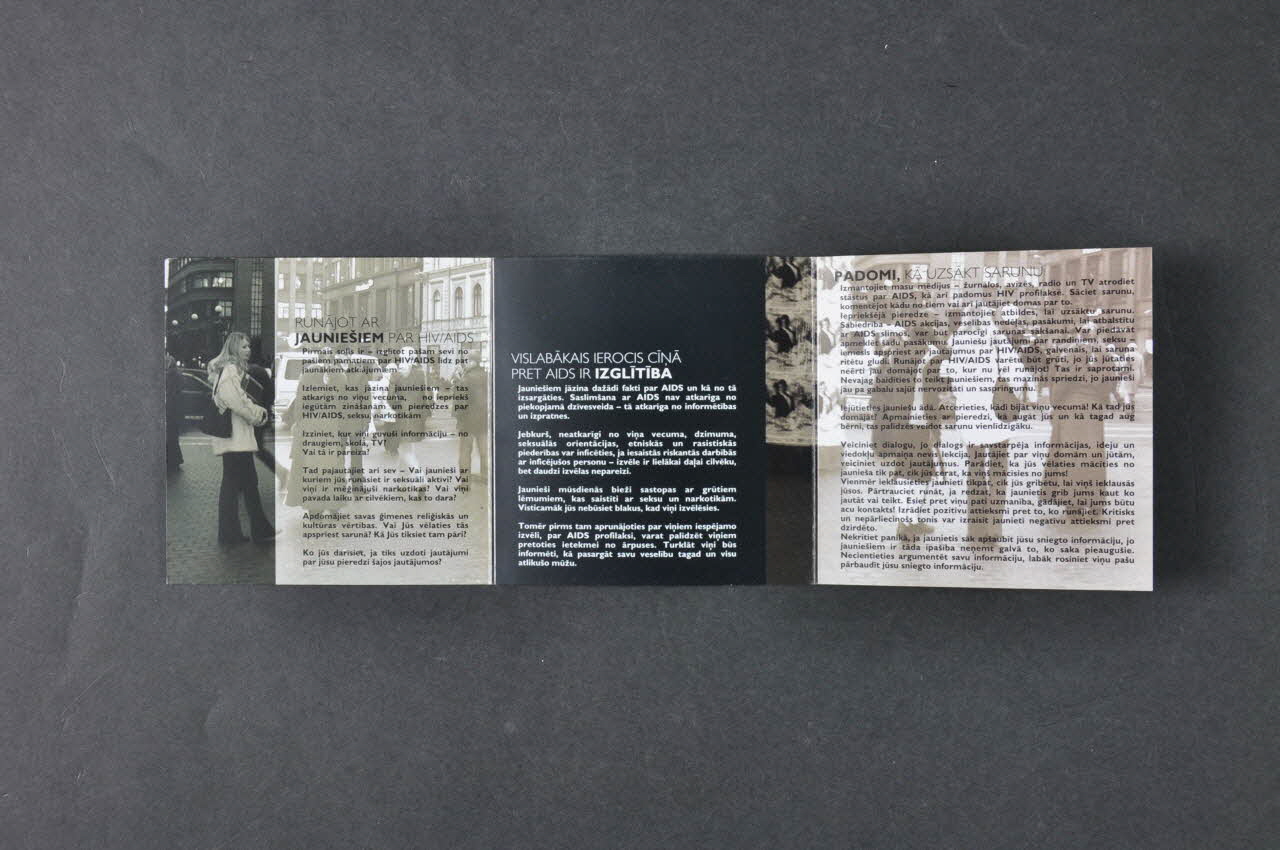 RUNĀJOT AR
JAUNIEŠIEM PAR HIV/AIDS
Pirmais solis ir – izglītot pašam sevi no
pašiem pamatiem par HIV/AIDS līdz pat
jaunākiem atklājumiem
Izlemiet, kas jāzina jauniešiem – tas
atkarīgs no viņu vecuma, no iepriekš
iegūtām zināšanām un pieredzes par
HIV/AIDS, seksu, narkotikām
Izziniet, kur viņi guvuši informāciju – no
draugiem, skolā, TV?
Vai tā ir pareiza?
Tad pajautājiet arī sev – Vai jaunieši ar
kuriem jūs runāsiet ir seksuāli aktīvi? Vai
viņi ir mēģinājuši narkotikas? Vai viņi
pavada laiku ar cilvēkiem, kas to dara?
Apdomājiet savas ģimenes reliģiskās un
kultūras vērtības. Vai Jūs vēlaties tās
apspriest sarunā? Kā Jūs tiksiet tam pāri?
Ko jūs darīsiet, ja tiks uzdoti jautājumi
par jūsu pieredzi šajos jautājumos?
VISLABĀKAIS IEROCIS CĪŅĀ
PRET AIDS IR IZGLĪTĪBA
Jauniešiem jāzina dažādi fakti par AIDS un kā no tā
izsargāties. Saslimšana ar AIDS nav atkarīga no
piekopjamā dzīvesveida – tā atkarīga no informētības
un izpratnes.
Jebkurš, neatkarīgi no viņa vecuma, dzimuma,
seksuālās orientācijas, etniskās un rasistiskās
piederības var inficēties, ja iesaistās riskantās darbībās
ar inficējušos personu – izvēle ir lielākai daļai cilvēku,
bet daudzi izvēlas nepareizi.
Jaunieši mūsdienās bieži sastopas ar grūtiem
lēmumiem, kas saistīti ar seksu un narkotikām.
Visticamāk jūs nebūsiet blakus, kad viņi izvēlēsies.
Tomēr pirms tam aprunājoties par viņiem iespējamo
izvēli, par AIDS profilaksi, varat palīdzēt viņiem
pretoties ietekmei no ārpuses. Turklāt viņi būs
informēti, kā pasargāt savu veselību tagad un visu
atlikušo mūžu.
PADOMI, KĀ UZSĀKT SARUNU
Izmantojiet masu mēdijus – žurnālos, avīzēs, radio un TV atrodiet
stāstus par AIDS, kā arī padomus HIV profilaksē. Sāciet sarunu,
komentējot kādu no tiem vai arī jautājiet domas par to.
Iepriekšējā pieredze – izmantojiet atbildes, lai uzsāktu sarunu.
Sabiedrība – AIDS akcijas, veselības nedēļas, pasākumi, lai atbalstītu
AIDS slimos, var būt parocīgi sarunas sākšanai. Var piedāvāt
apmeklēt šādu pasākumu. Jauniešu jautājumi par randiņiem, seksu –
iemesls pāriet arī jautājumus par HIV/AIDS, galvenais, lai saruna
ritētu gludi. Runājot par HIV/AIDS varētu būt grūti, jo jūs jutaties
neērti ja domājot par to, kur nu vēl runājot! Tas ir saprotami.
Nevajag baidīties to teikt jauniešiem, tas mazinās spriedzi, jo jaunieši
jau pa gabalu sajūt nervozitāti un saspringumu.
Iejūtieties jauniešu ādā. Atcerieties, kādi bijāt viņu vecumā! Kā tad jūs
domājāt? Apmainieties ar pieredzi, kā augāt jūs un kā tagad aug
bērni, tas palīdzēs veidot sarunu vienlīdzīgāku.
Veiciniet dialogu, jo dialogs ir savstarpēja informācijas, ideju un
viedokļu apmaiņa nevis lekcija. Jautājiet par viņu domām un jūtām,
veiciniet uzdot jautājumus. Parādiet, ka jūs vēlaties mācīties no
jaunieša tik pat, cik jūs cerat, ka viņš mācīsies no jums!
Vienmēr ieklausieties jaunietī tikpat, cik jūs gribētu, lai viņš ieklausās
jūsos. Pārtrauciet runāt, ja redzat, ka jaunietis grib jums kaut ko
jautāt vai teikt. Esiet pret viņu pati uzmanība, gādājiet, lai jums būtu
acu kontakts! Izrādiet pozitīvu attieksmi pret to, ko runājiet. Kritisks
un nepārliecinošs tonis var izraisīt jaunieti negatīvu attieksmi pret
dzirdēto.
Nekrītiet panikā, ja jaunietis sāk apšaubīt jūsu sniegto informāciju, jo
jauniešiem ir tāda īpašība neņemt galvā to, ko saka pieaugušie.
Necientieties argumentēt savu informāciju, labāk rosiniet viņu pašu
pārbaudīt jūsu sniegto informāciju.